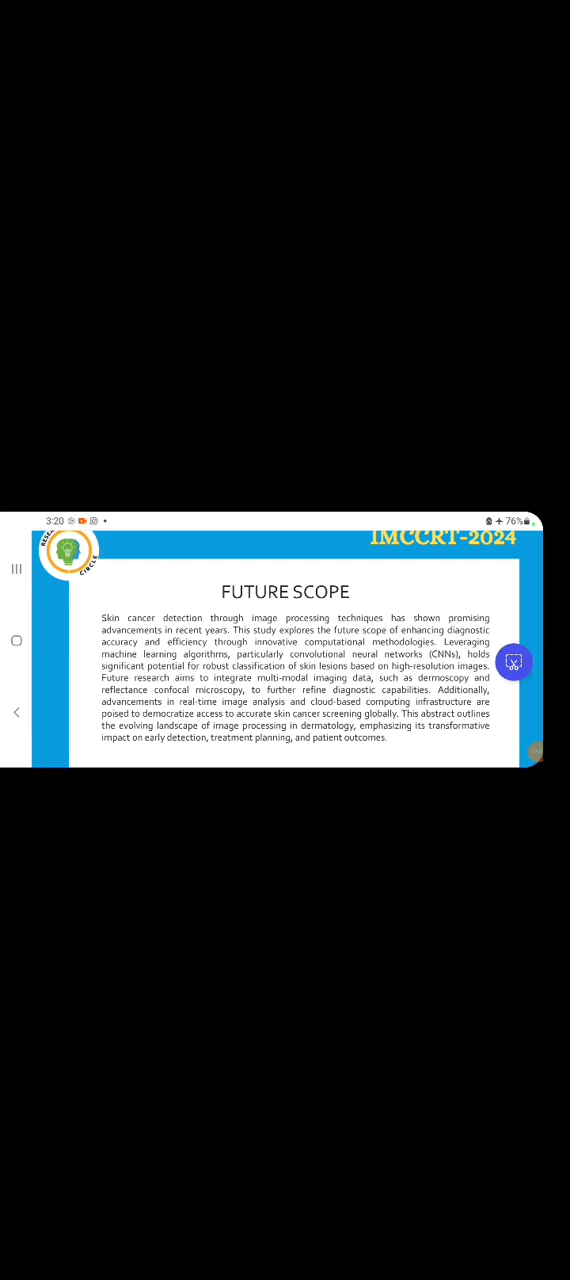 3:20
76%
IMCCRT-2024
CIRCLE
FUTURE SCOPE
Skin cancer detection through image processing techniques has shown promising
advancements in recent years. This study explores the future scope of enhancing diagnostic
accuracy and efficiency through innovative computational methodologies. Leveraging
machine learning algorithms, particularly convolutional neural networks (CNNs), holds
significant potential for robust classification of skin lesions based on high-resolution images.
Future research aims to integrate multi-modal imaging data, such as dermoscopy and
reflectance confocal microscopy, to further refine diagnostic capabilities. Additionally,
advancements in real-time image analysis and cloud-based computing infrastructure are
poised to democratize access to accurate skin cancer screening globally. This abstract outlines
the evolving landscape of image processing in dermatology, emphasizing its transformative
impact on early detection, treatment planning, and patient outcomes.